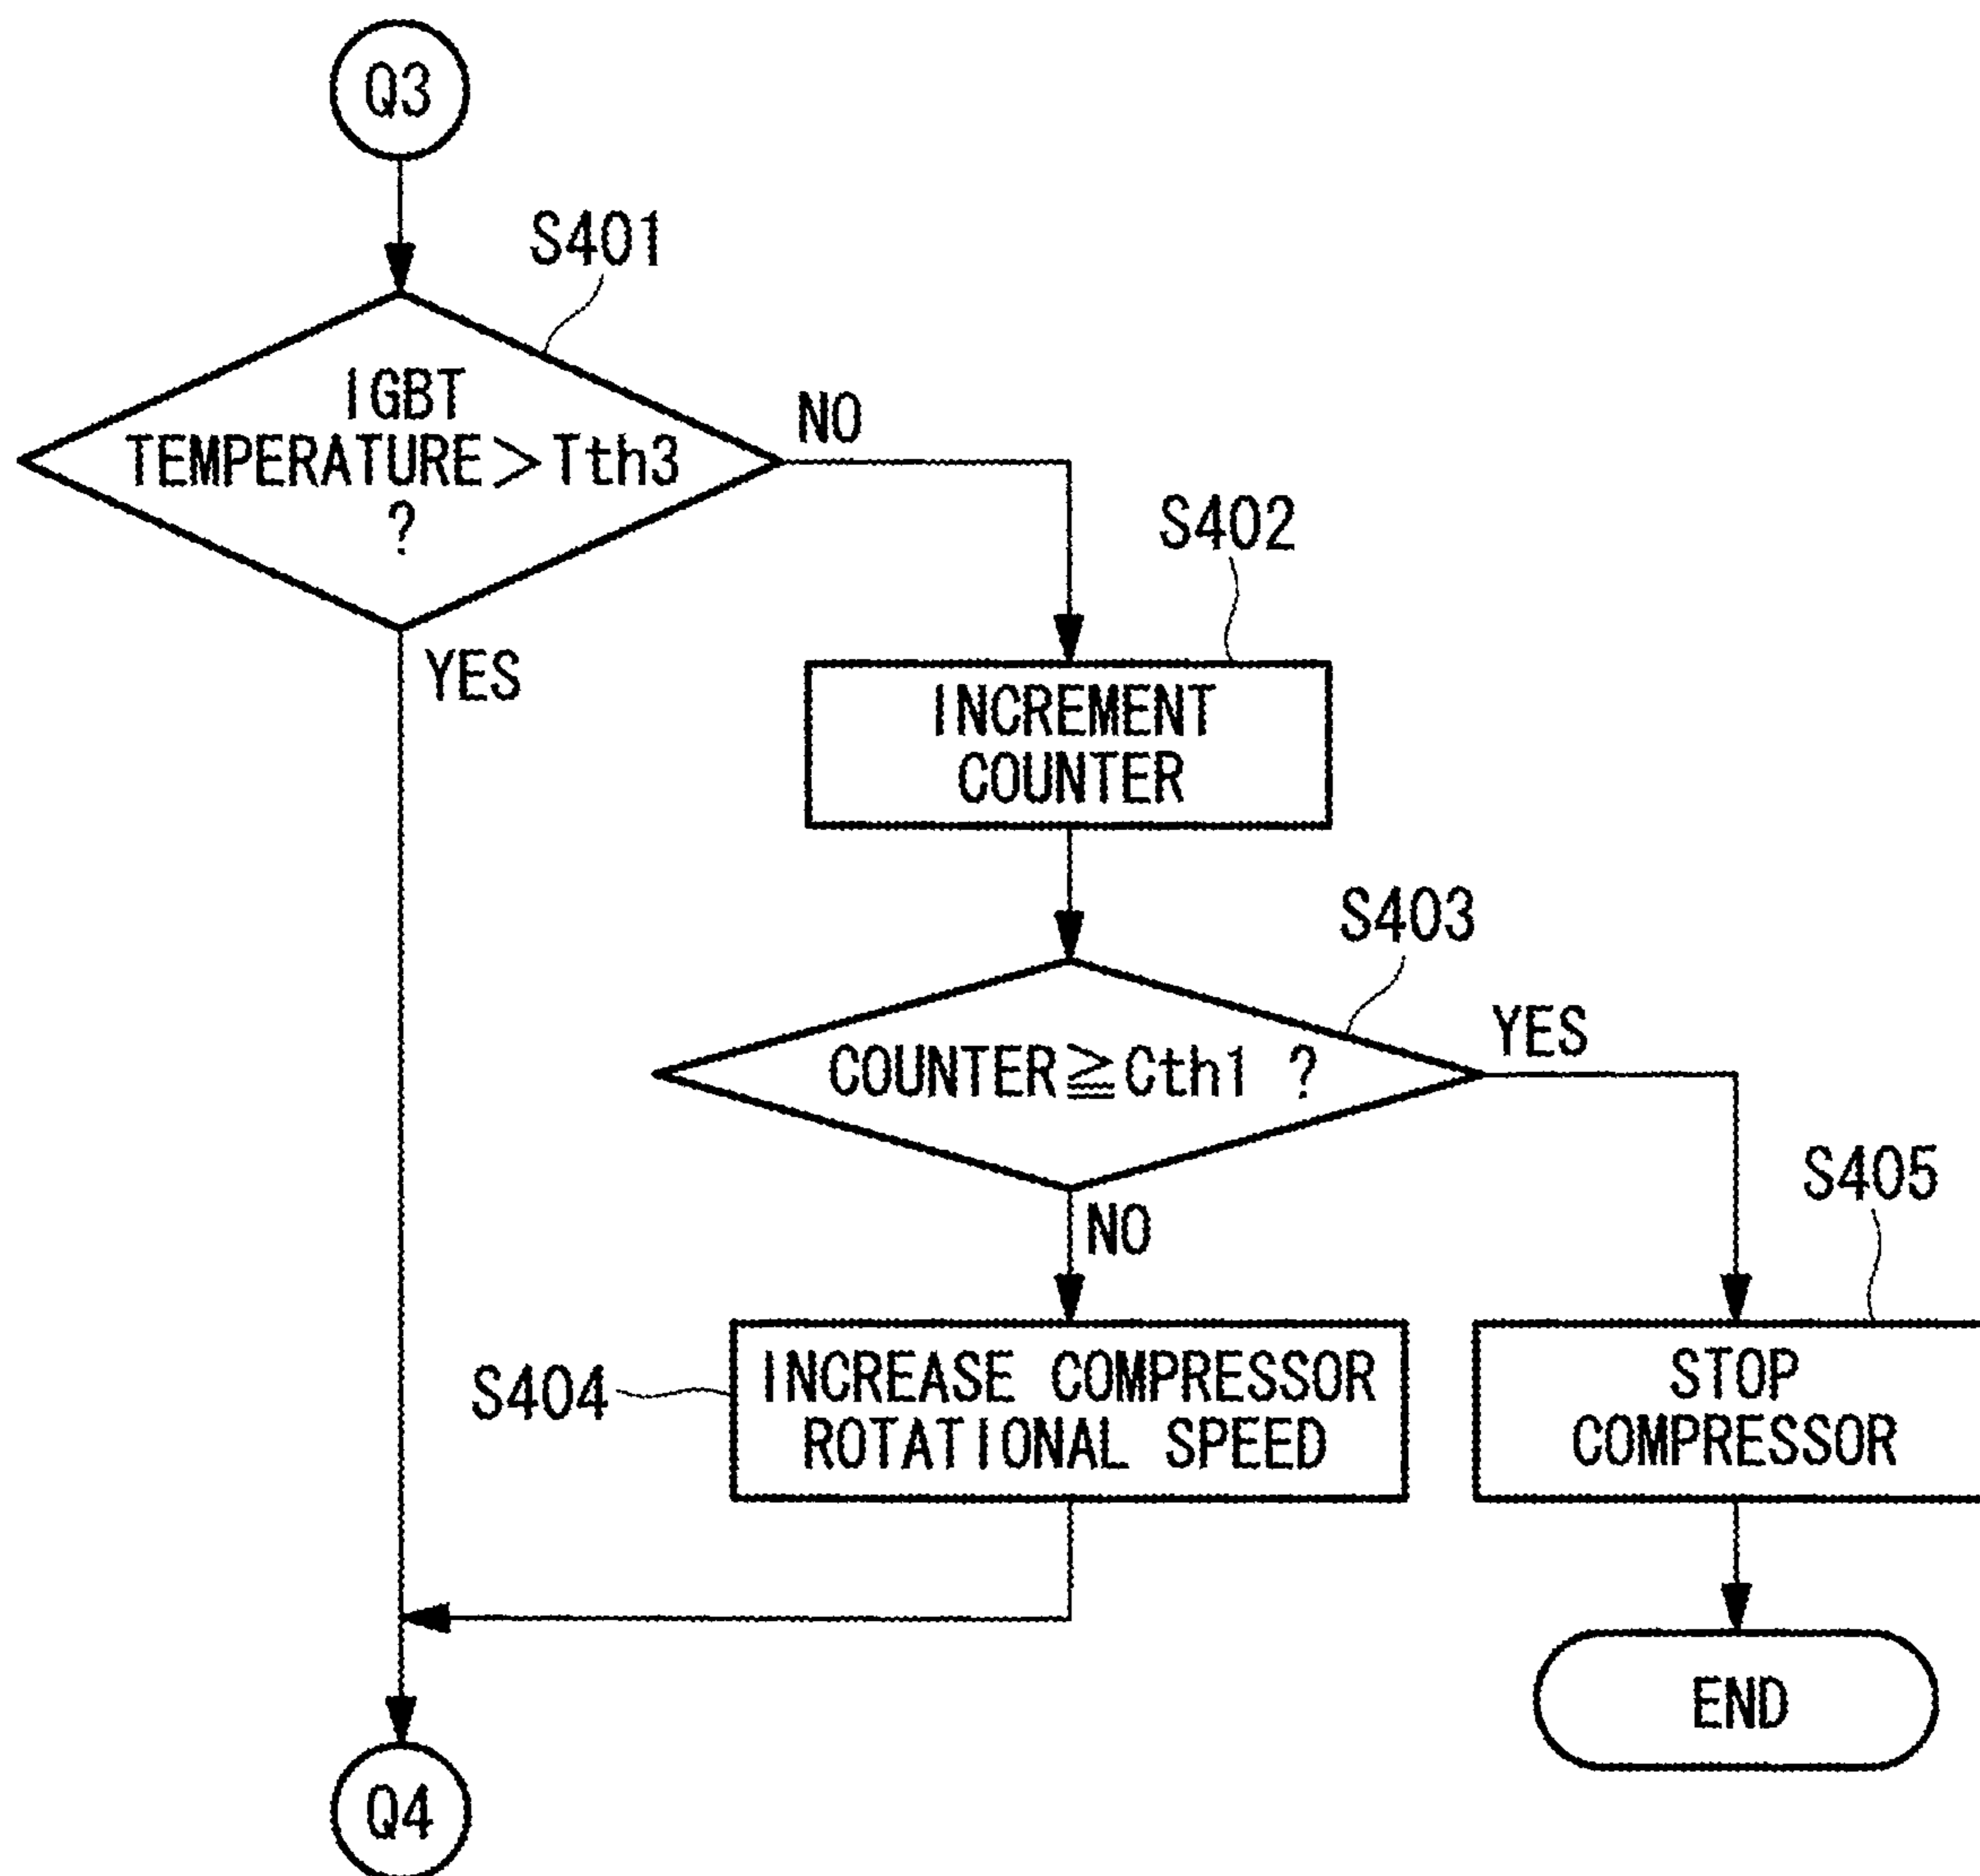 Q3
S401
IGBT
TEMPERATURE>Tth3
?
NO
YES
S402
INCREMENT
COUNTER
S403
COUNTER≧Cth1 ?
YES
NO
S404
INCREASE COMPRESSOR
ROTATIONAL SPEED
S405
STOP
COMPRESSOR
END
Q4